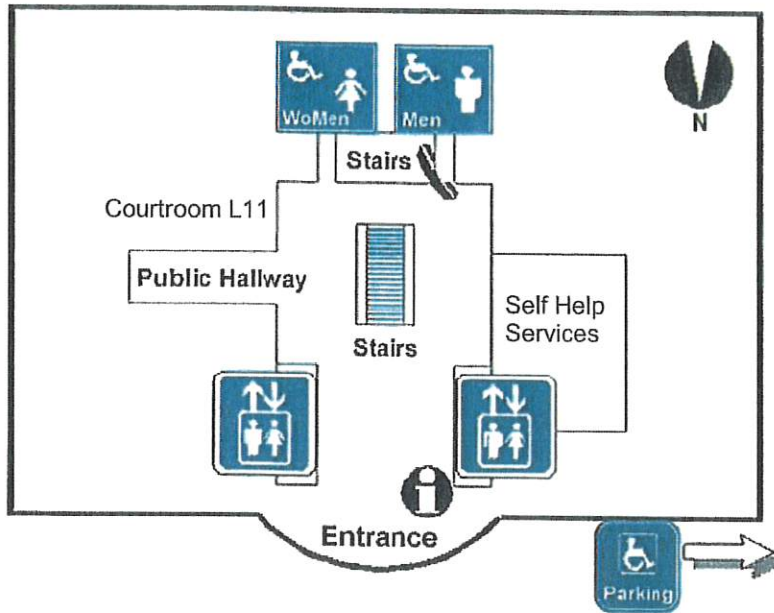 WoMen
Men
N
Stairs
Courtroom L11
Public Hallway
Stairs
Self Help
Services
Entrance
Parking